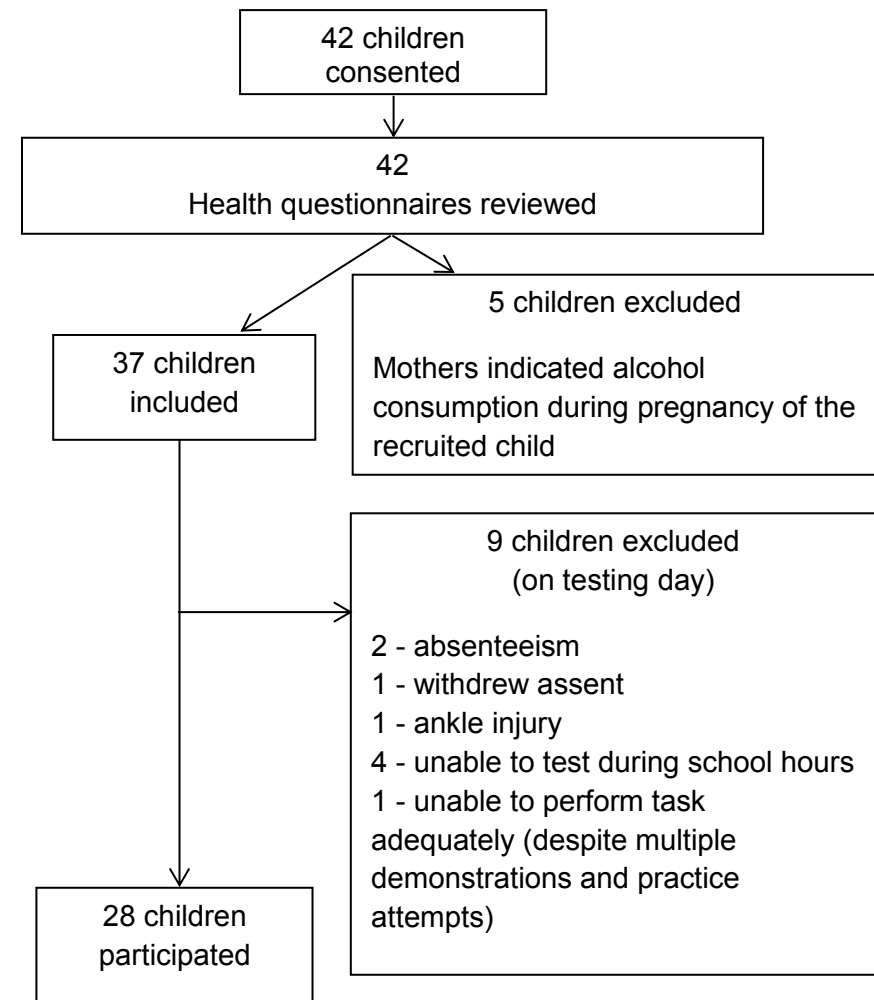 42 children
consented
42
Health questionnaires reviewed
5 children excluded
Mothers indicated alcohol
consumption during pregnancy of the
recruited child
37 children
included
9 children excluded
(on testing day)
2 - absenteeism
1 - withdrew assent
1 - ankle injury
4 - unable to test during school hours
1 - unable to perform task
adequately (despite multiple
demonstrations and practice
attempts)
28 children
participated